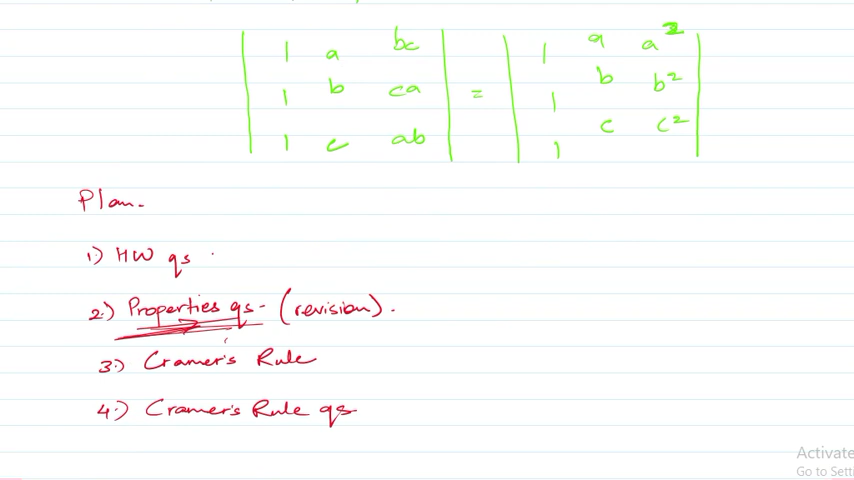 1 a bc 1 a a²
1 b ca = 1 b b²
1 c ab 1 c c²
Plan.
1.) HW qs
2.) Properties qs - (revision).
3.) Cramer's Rule
4.) Cramer's Rule qs
Activate
Go to Setti